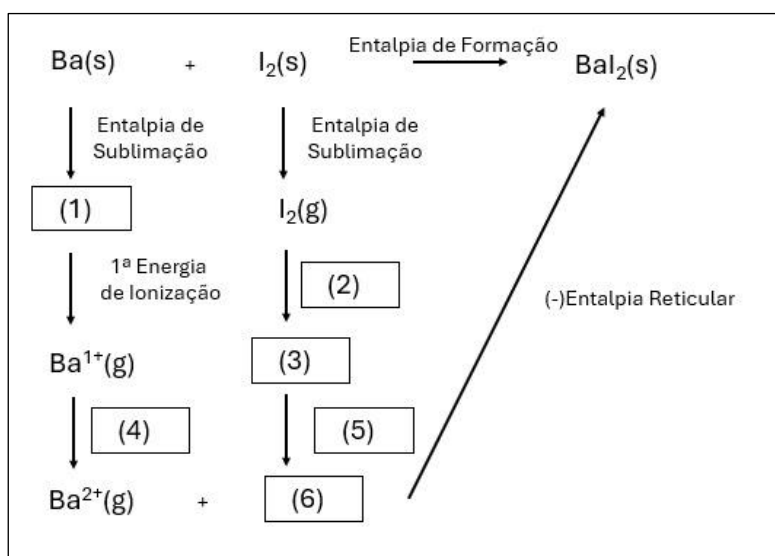 Entalpia de Formação
Ba(s) + I₂(s) BaI₂(s)
Entalpia de
Sublimação
Entalpia de
Sublimação
(1)
I₂(g)
1ª Energia
de Ionização
(2)
(-)Entalpia Reticular
Ba¹⁺(g)
(3)
(4)
(5)
Ba²⁺(g) + (6)